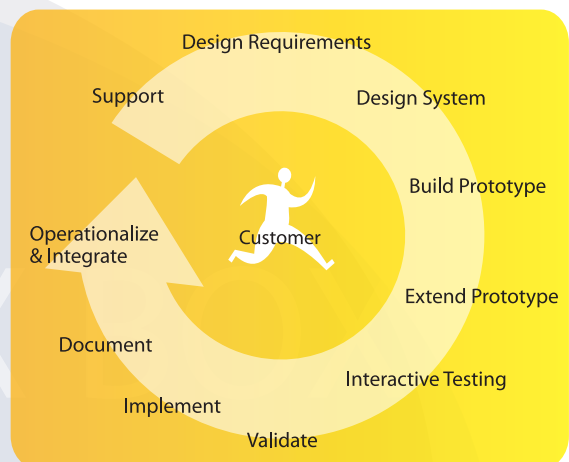 Design Requirements
Design System
Build Prototype
Extend Prototype
Interactive Testing
Validate
Implement
Document
Operationalize
& Integrate
Support
Customer